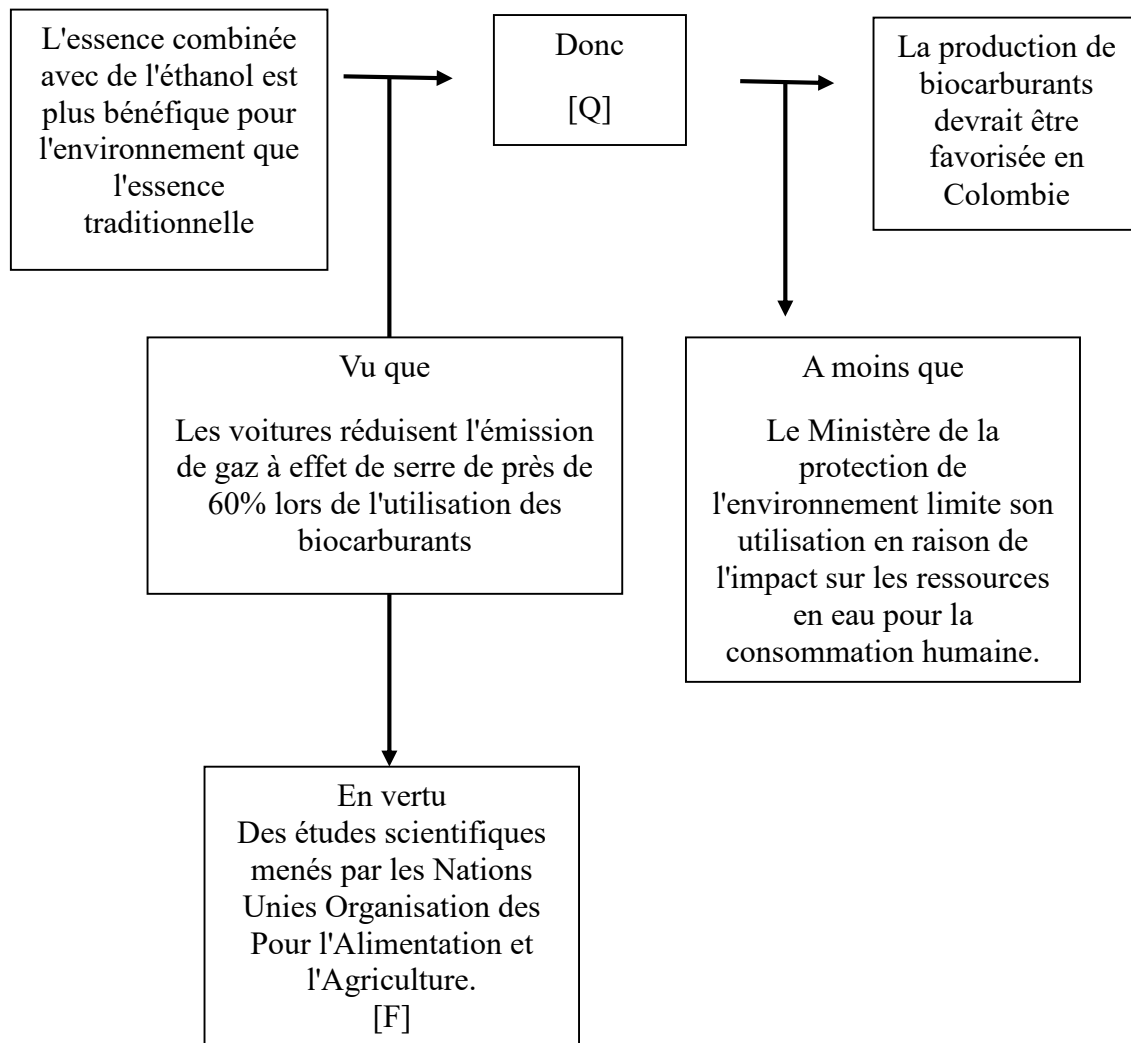 L'essence combinée
avec de l'éthanol est
plus bénéfique pour
l'environnement que
l'essence
traditionnelle
Donc
[Q]
La production de
biocarburants
devrait être
favorisée en
Colombie
Vu que
Les voitures réduisent l'émission
de gaz à effet de serre de près de
60% lors de l'utilisation des
biocarburants
A moins que
Le Ministère de la
protection de
l'environnement limite son
utilisation en raison de
l'impact sur les ressources
en eau pour la
consommation humaine.
En vertu
Des études scientifiques
menés par les Nations
Unies Organisation des
Pour l'Alimentation et
l'Agriculture.
[F]